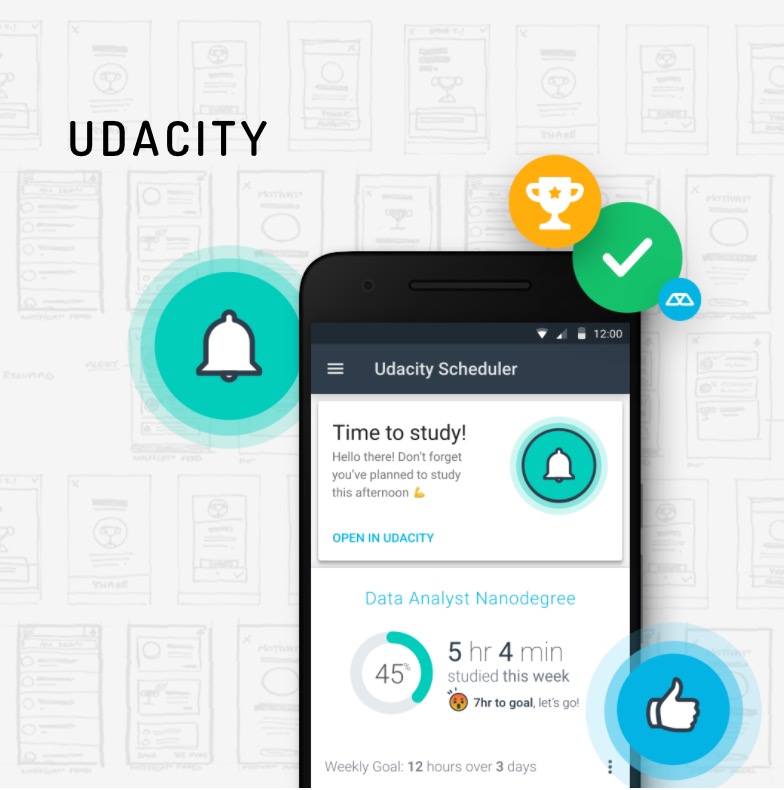 UDACITY
12:00
Udacity Scheduler
Time to study!
Hello there! Don't forget
you've planned to study
this afternoon 💪
OPEN IN UDACITY
Data Analyst Nanodegree
45%
5 hr 4 min
studied this week
7hr to goal, let's go!
Weekly Goal: 12 hours over 3 days